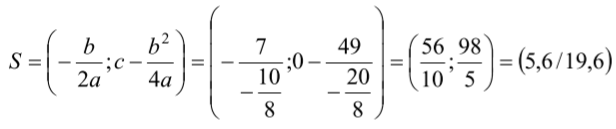 S = (-b/2a ; c - b²/4a) = (-7/(-10/8) ; 0 - 49/(-20/8)) = (56/10 ; 98/5) = (5,6/19,6)